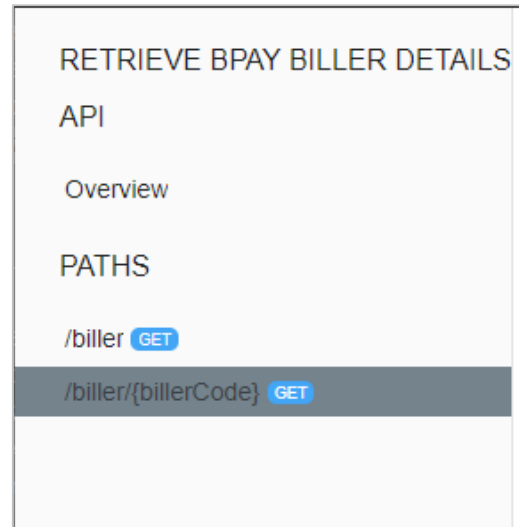 RETRIEVE BPAY BILLER DETAILS
API
Overview
PATHS
/biller GET
/biller/{billerCode} GET